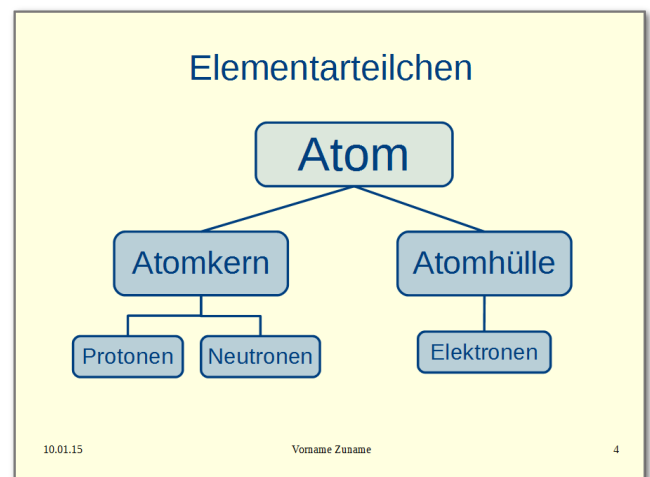 Elementarteilchen
Atom
Atomkern
Atomhülle
Protonen
Neutronen
Elektronen
10.01.15
Vorname Zuname
4